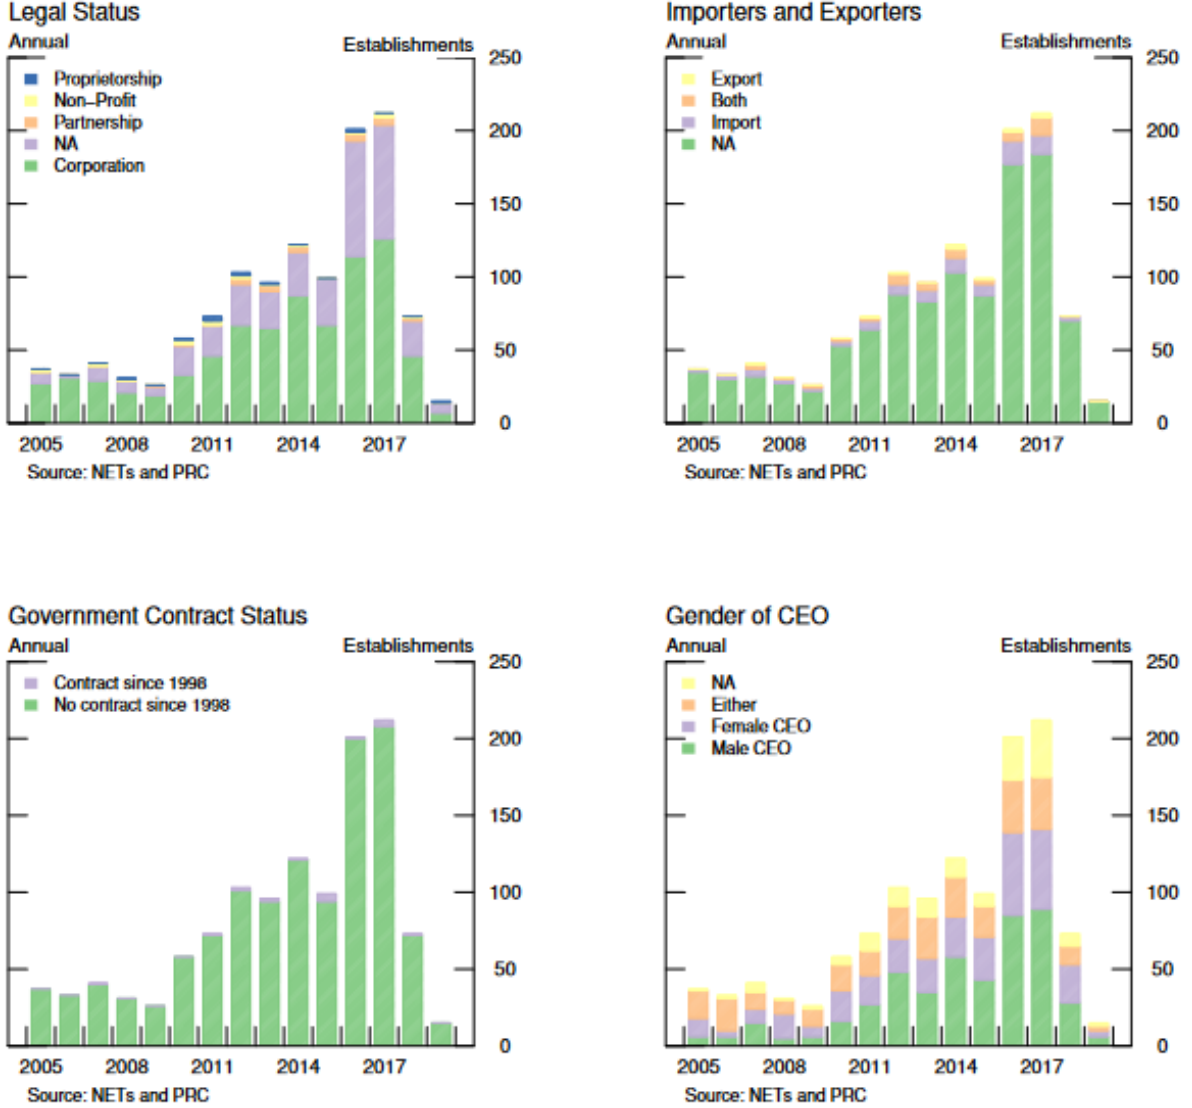 Legal Status
Annual
Establishments
Proprietorship
Non-Profit
Partnership
NA
Corporation
250
200
150
100
50
0
2005 2008 2011 2014 2017
Source: NETs and PRC
Importers and Exporters
Annual
Establishments
Export
Both
Import
NA
250
200
150
100
50
0
2005 2008 2011 2014 2017
Source: NETs and PRC
Government Contract Status
Annual
Establishments
Contract since 1998
No contract since 1998
250
200
150
100
50
0
2005 2008 2011 2014 2017
Source: NETs and PRC
Gender of CEO
Annual
Establishments
NA
Either
Female CEO
Male CEO
250
200
150
100
50
0
2005 2008 2011 2014 2017
Source: NETs and PRC